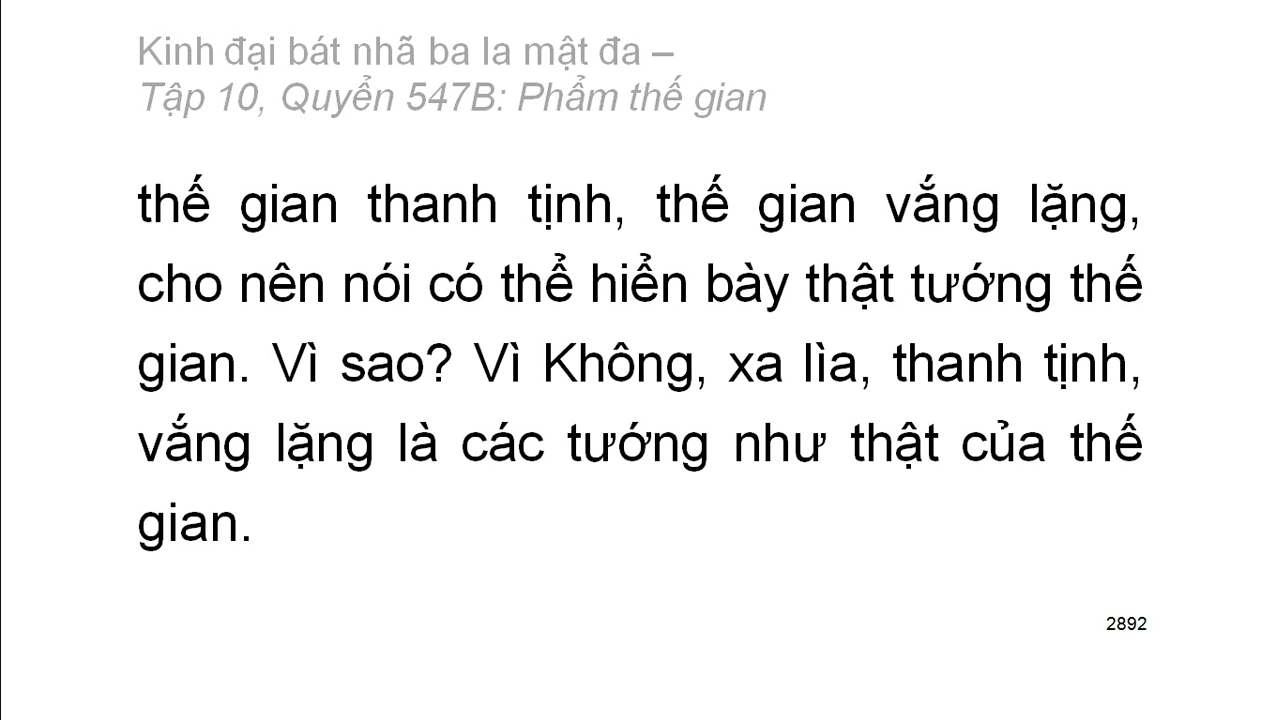 Kinh đại bát nhã ba la mật đa –
Tập 10, Quyển 547B: Phẩm thế gian
thế gian thanh tịnh, thế gian vắng lặng,
cho nên nói có thể hiển bày thật tướng thế
gian. Vì sao? Vì Không, xa lìa, thanh tịnh,
vắng lặng là các tướng như thật của thế
gian.
2892